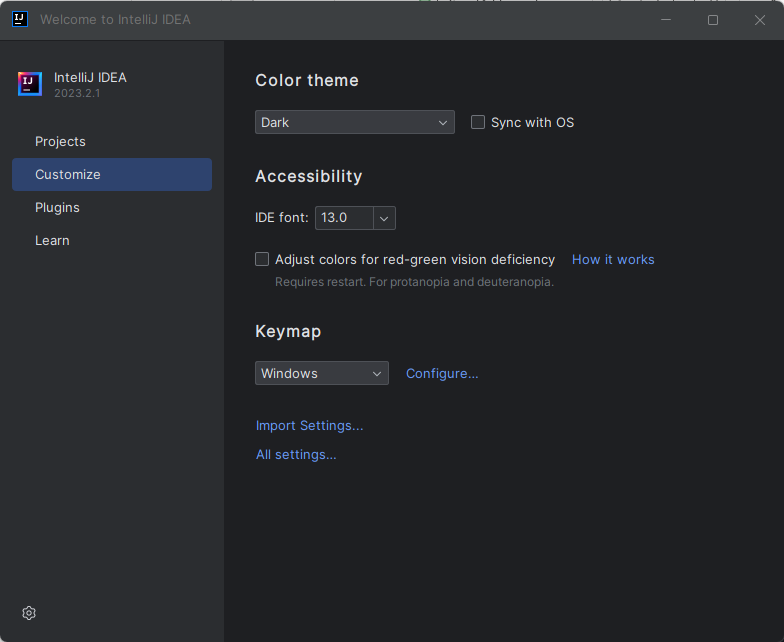 Welcome to IntelliJ IDEA
IntelliJ IDEA
2023.2.1
Projects
Customize
Plugins
Learn
Color theme
Dark
Sync with OS
Accessibility
IDE font: 13.0
Adjust colors for red-green vision deficiency How it works
Requires restart. For protanopia and deuteranopia.
Keymap
Windows Configure...
Import Settings...
All settings...